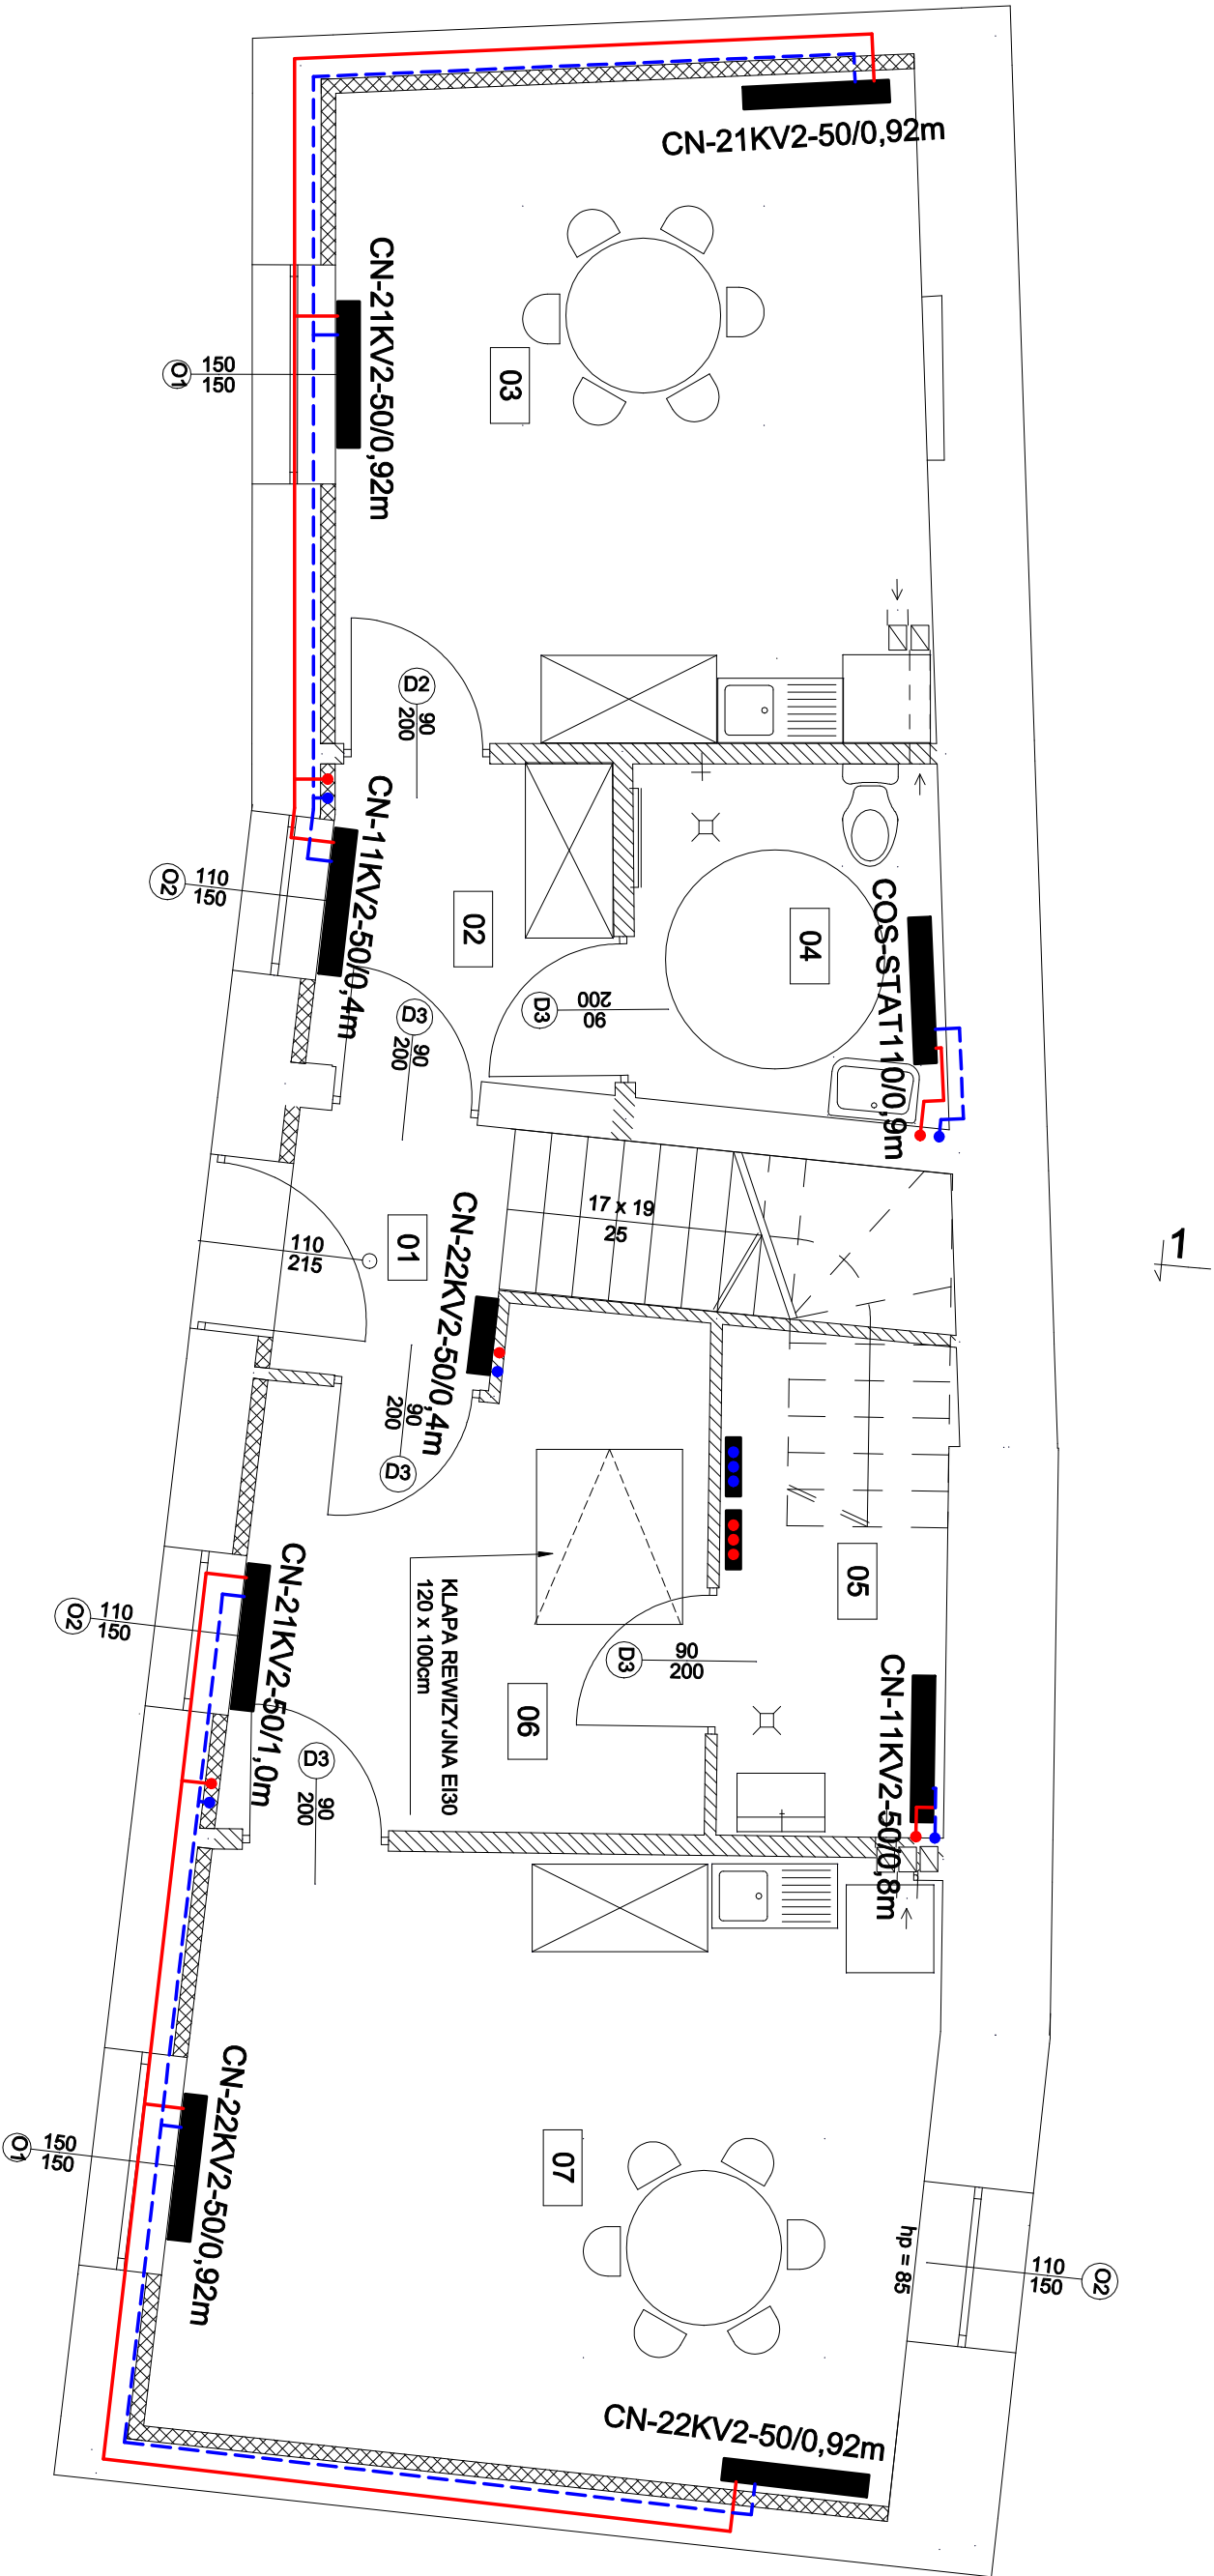 CN-21KV2-50/0,92m
CN-21KV2-50/0,92m
03
O1
150
150
D2
90
200
CN-11KV2-50/0,4m
O2
110
150
02
04
COS-STAT110/0,9m
D3
90
200
D3
90
200
17 x 19
25
1
01
110
215
CN-22KV2-50/0,4m
D3
90
200
05
CN-21KV2-50/1,0m
O2
110
150
KLAPA REWIZYJNA EI30
120 x 100cm
D3
90
200
06
CN-11KV2-50/0,8m
D3
90
200
CN-22KV2-50/0,92m
O1
150
150
07
hp = 85
110
150
O2
CN-22KV2-50/0,92m